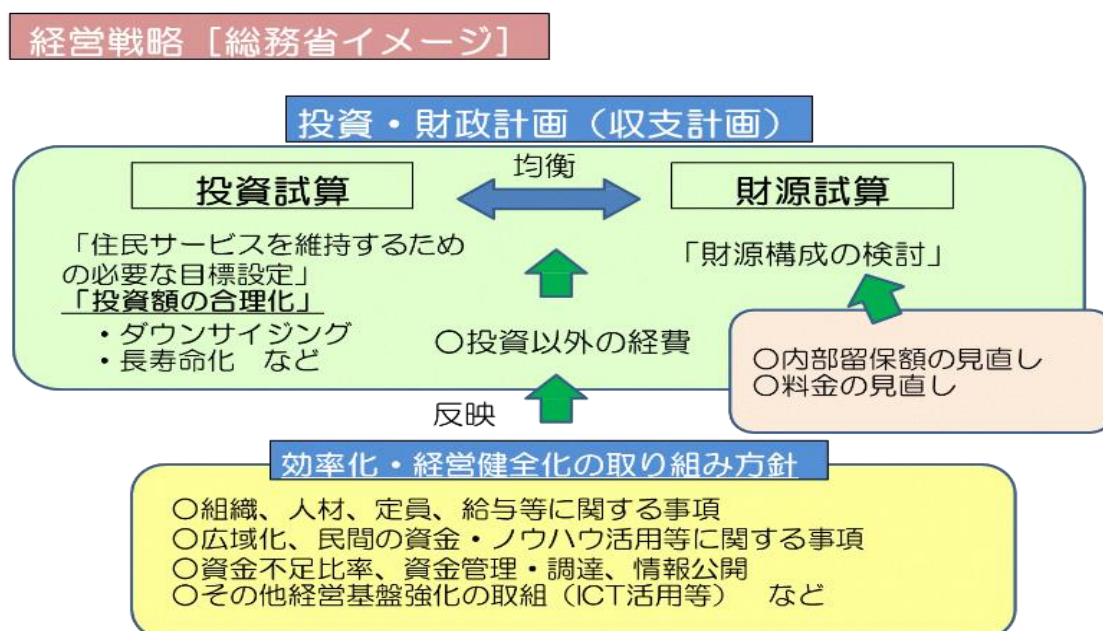 経営戦略［総務省イメージ］
投資・財政計画（収支計画）
均衡
投資試算
財源試算
「住民サービスを維持するため
の必要な目標設定」
「投資額の合理化」
・ダウンサイジング
・長寿命化　など
〇投資以外の経費
「財源構成の検討」
〇内部留保額の見直し
〇料金の見直し
反映
効率化・経営健全化の取り組み方針
〇組織、人材、定員、給与等に関する事項
〇広域化、民間の資金・ノウハウ活用等に関する事項
〇資金不足比率、資金管理・調達、情報公開
〇その他経営基盤強化の取組（ICT活用等）　など